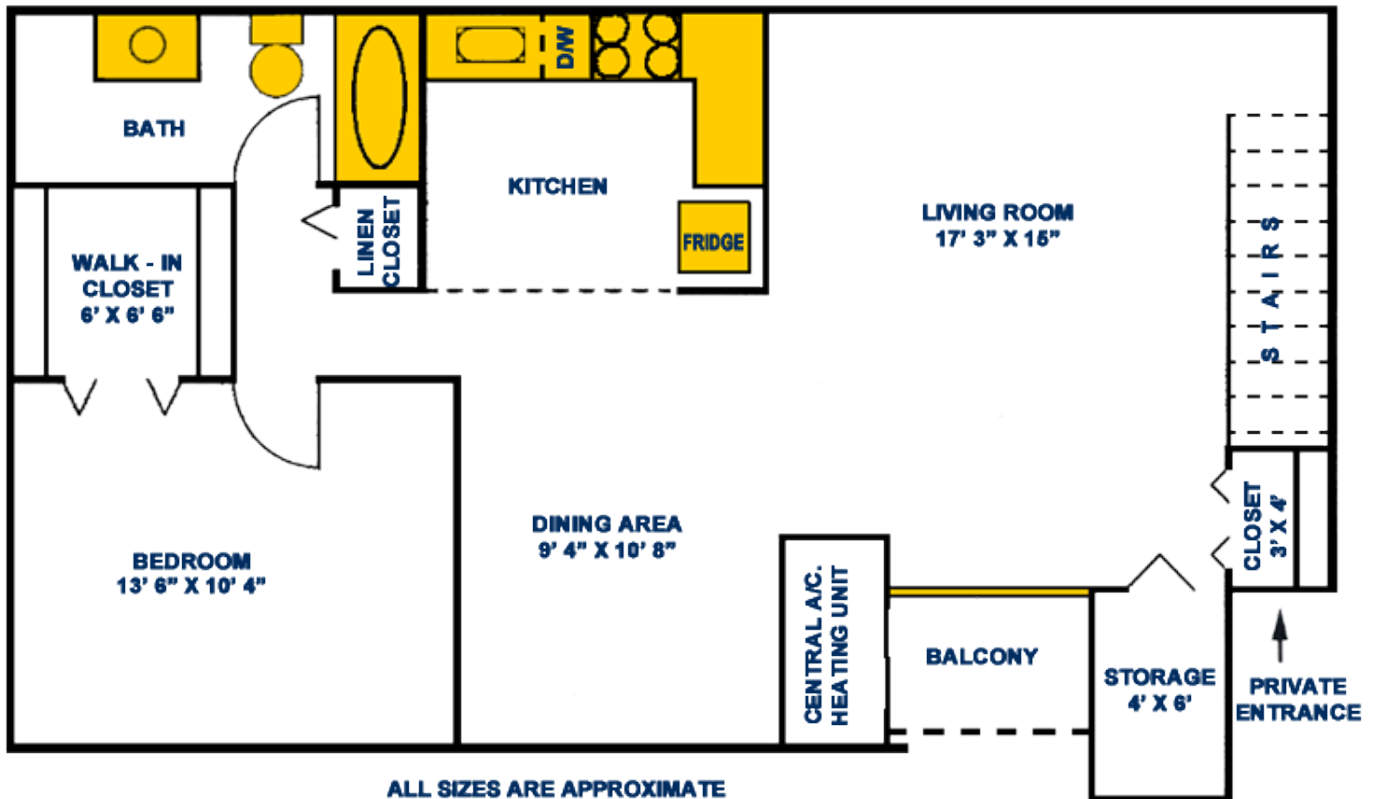 D/W
BATH
KITCHEN
LINEN
CLOSET
FRIDGE
LIVING ROOM
17' 3” X 15”
STAIRS
WALK - IN
CLOSET
6’ X 6’ 6”
BEDROOM
13’ 6” X 10’ 4”
DINING AREA
9’ 4” X 10’ 8”
CENTRAL A/C.
HEATING UNIT
BALCONY
CLOSET
3’ X 4’
STORAGE
4’ X 6’
PRIVATE
ENTRANCE
ALL SIZES ARE APPROXIMATE